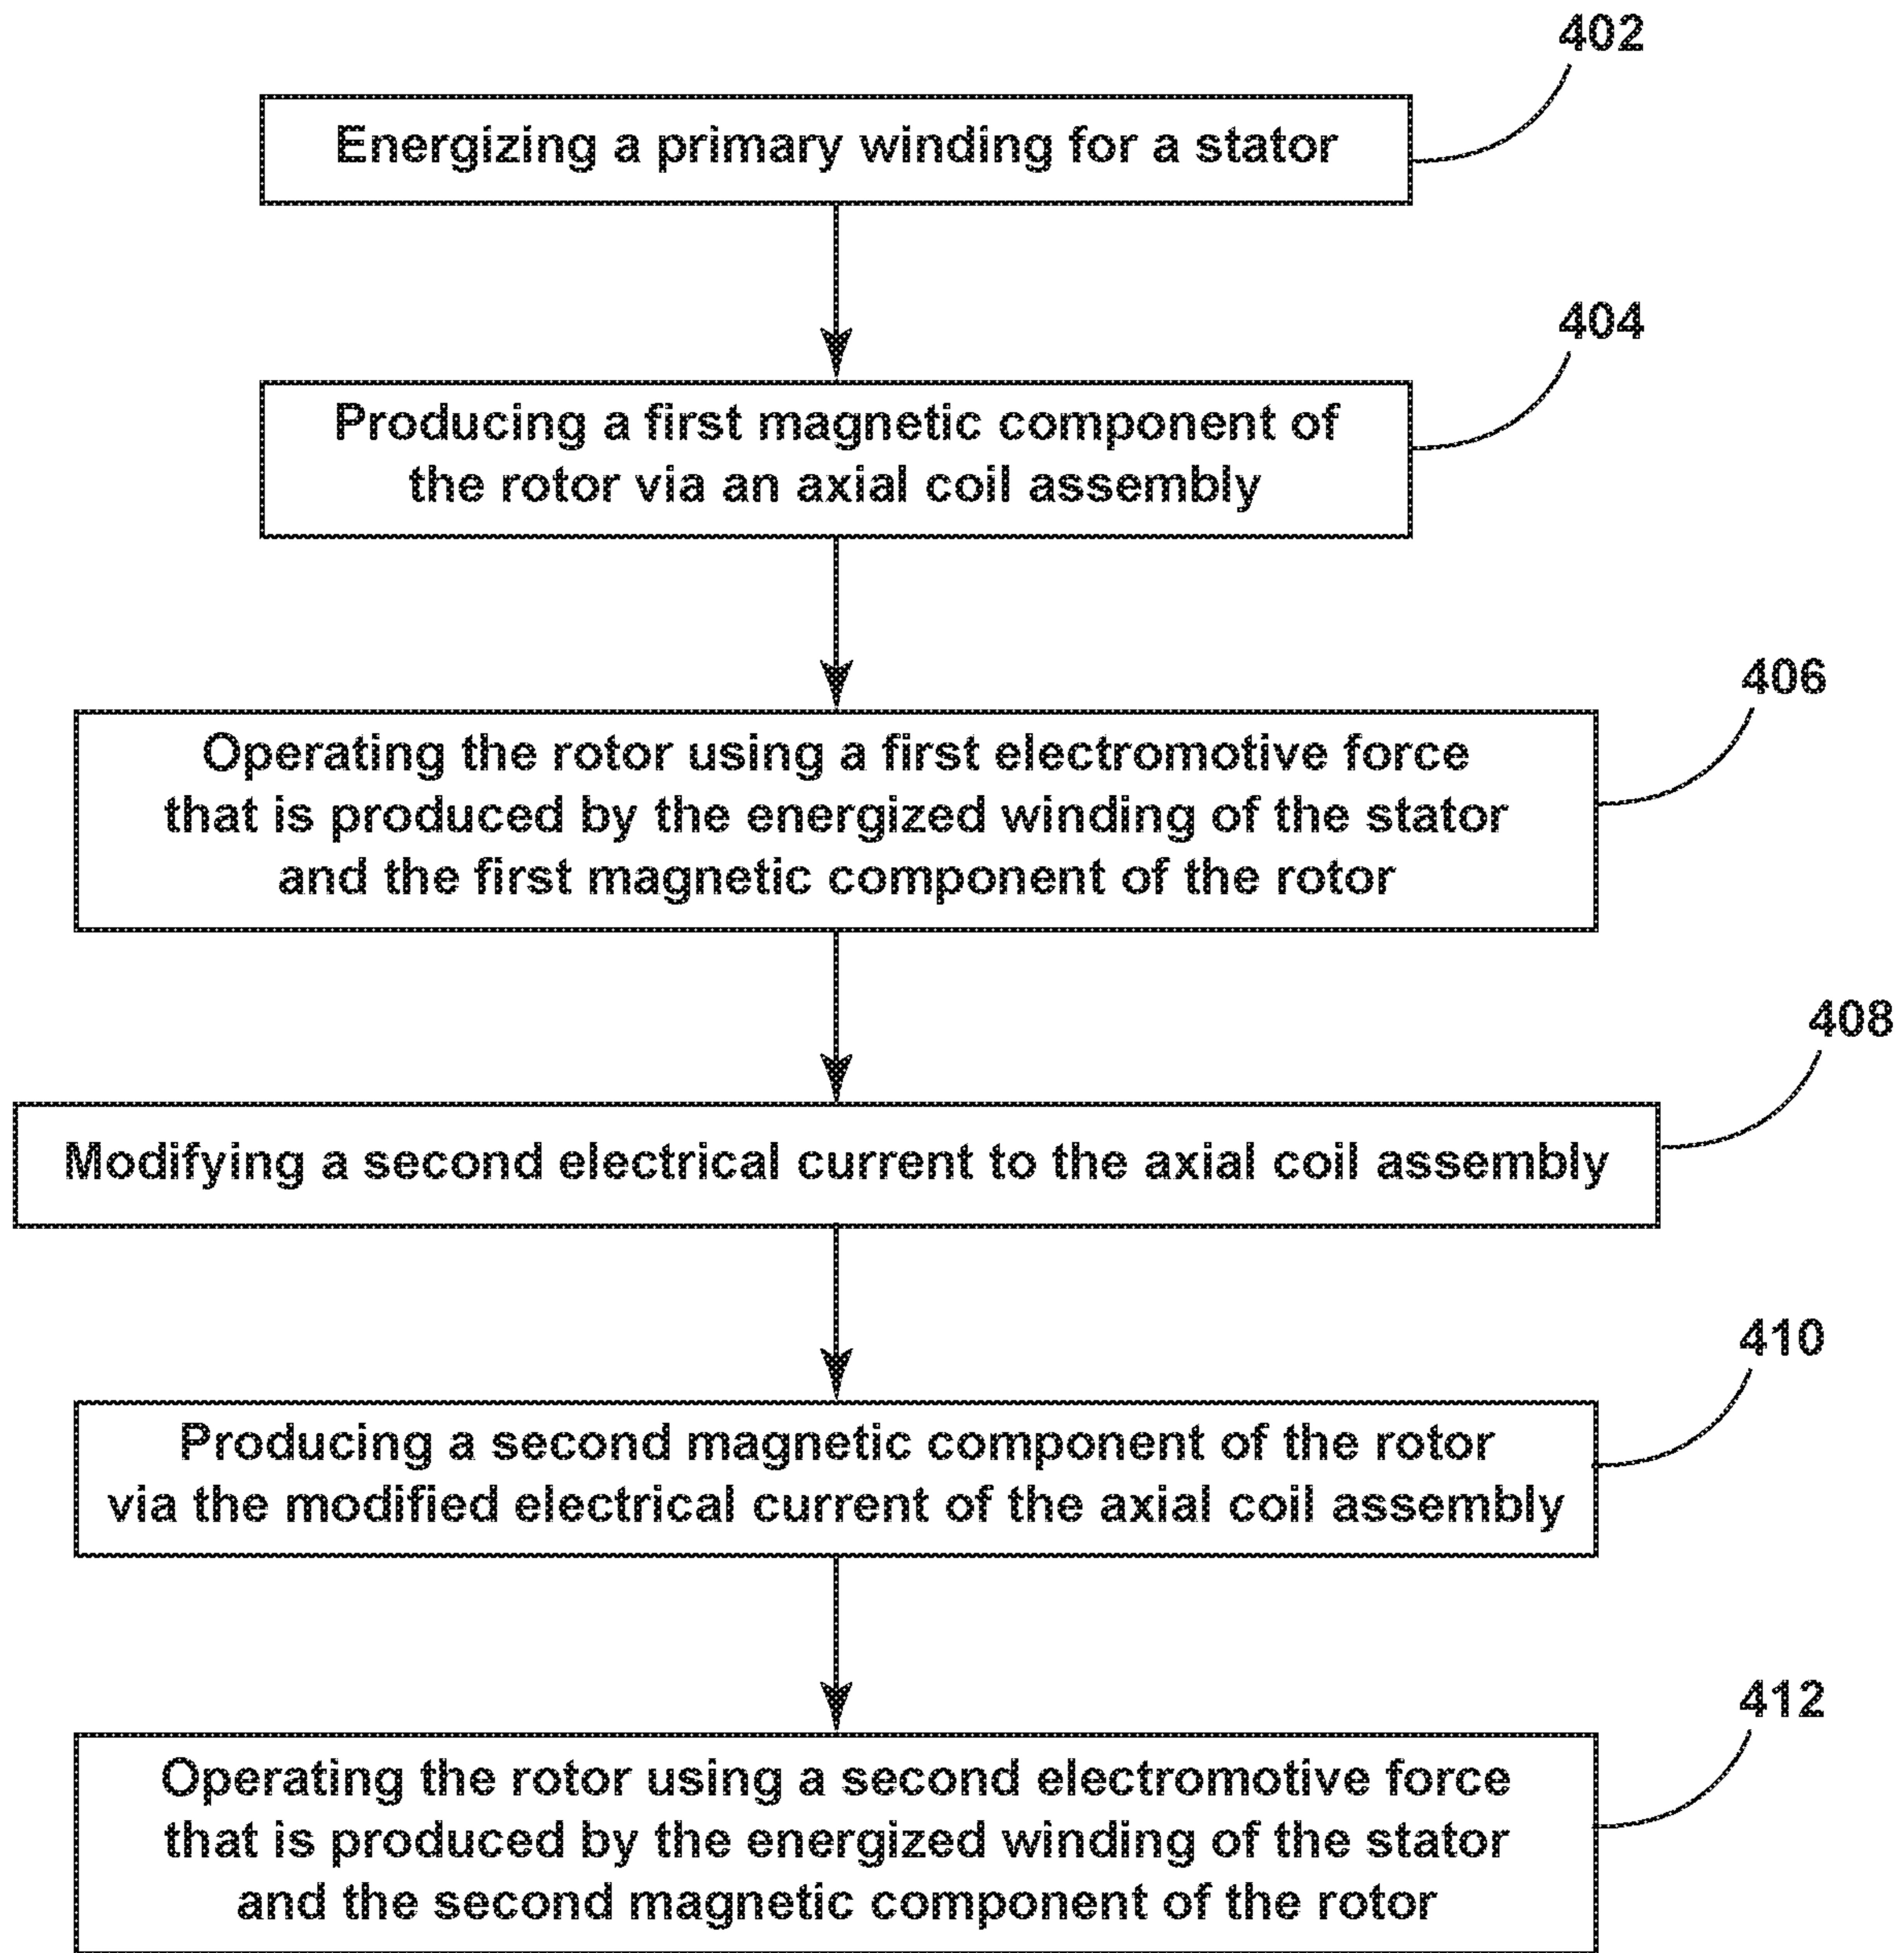 402
Energizing a primary winding for a stator
404
Producing a first magnetic component of
the rotor via an axial coil assembly
406
Operating the rotor using a first electromotive force
that is produced by the energized winding of the stator
and the first magnetic component of the rotor
408
Modifying a second electrical current to the axial coil assembly
410
Producing a second magnetic component of the rotor
via the modified electrical current of the axial coil assembly
412
Operating the rotor using a second electromotive force
that is produced by the energized winding of the stator
and the second magnetic component of the rotor